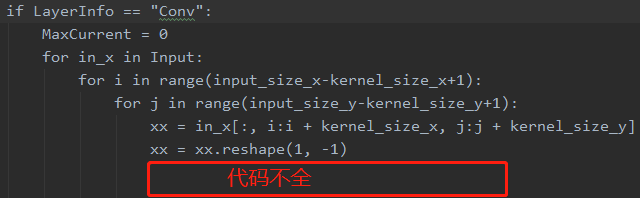 if LayerInfo == "Conv":
    MaxCurrent = 0
    for in_x in Input:
        for i in range(input_size_x-kernel_size_x+1):
            for j in range(input_size_y-kernel_size_y+1):
                xx = in_x[:, i:i + kernel_size_x, j:j + kernel_size_y]
                xx = xx.reshape(1, -1)
代码不全